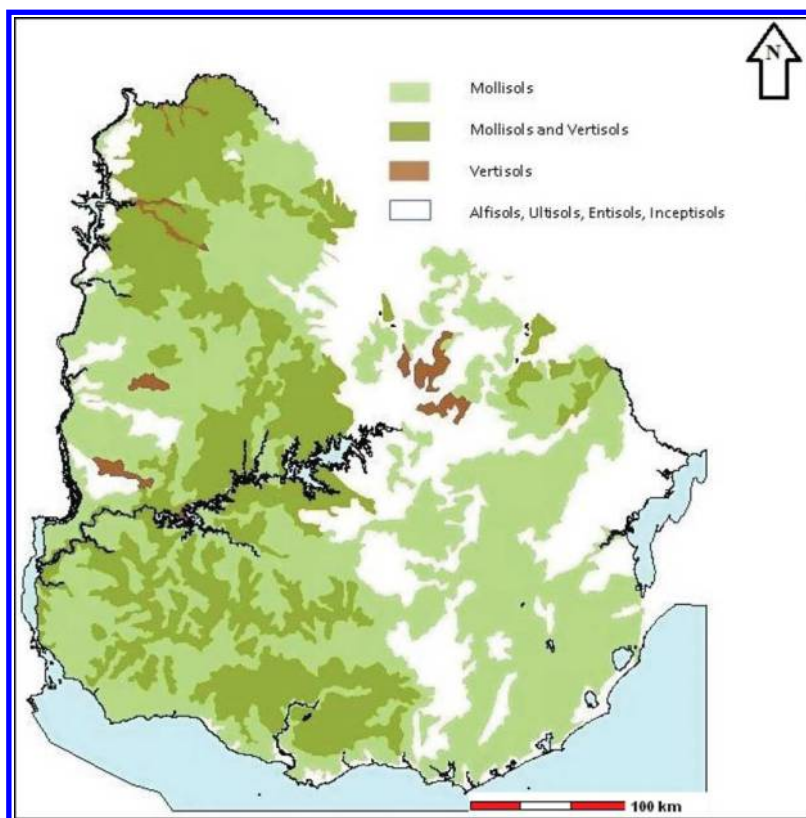 N
Mollisols
Mollisols and Vertisols
Vertisols
Alfisols, Ultisols, Entisols, Inceptisols
100 km